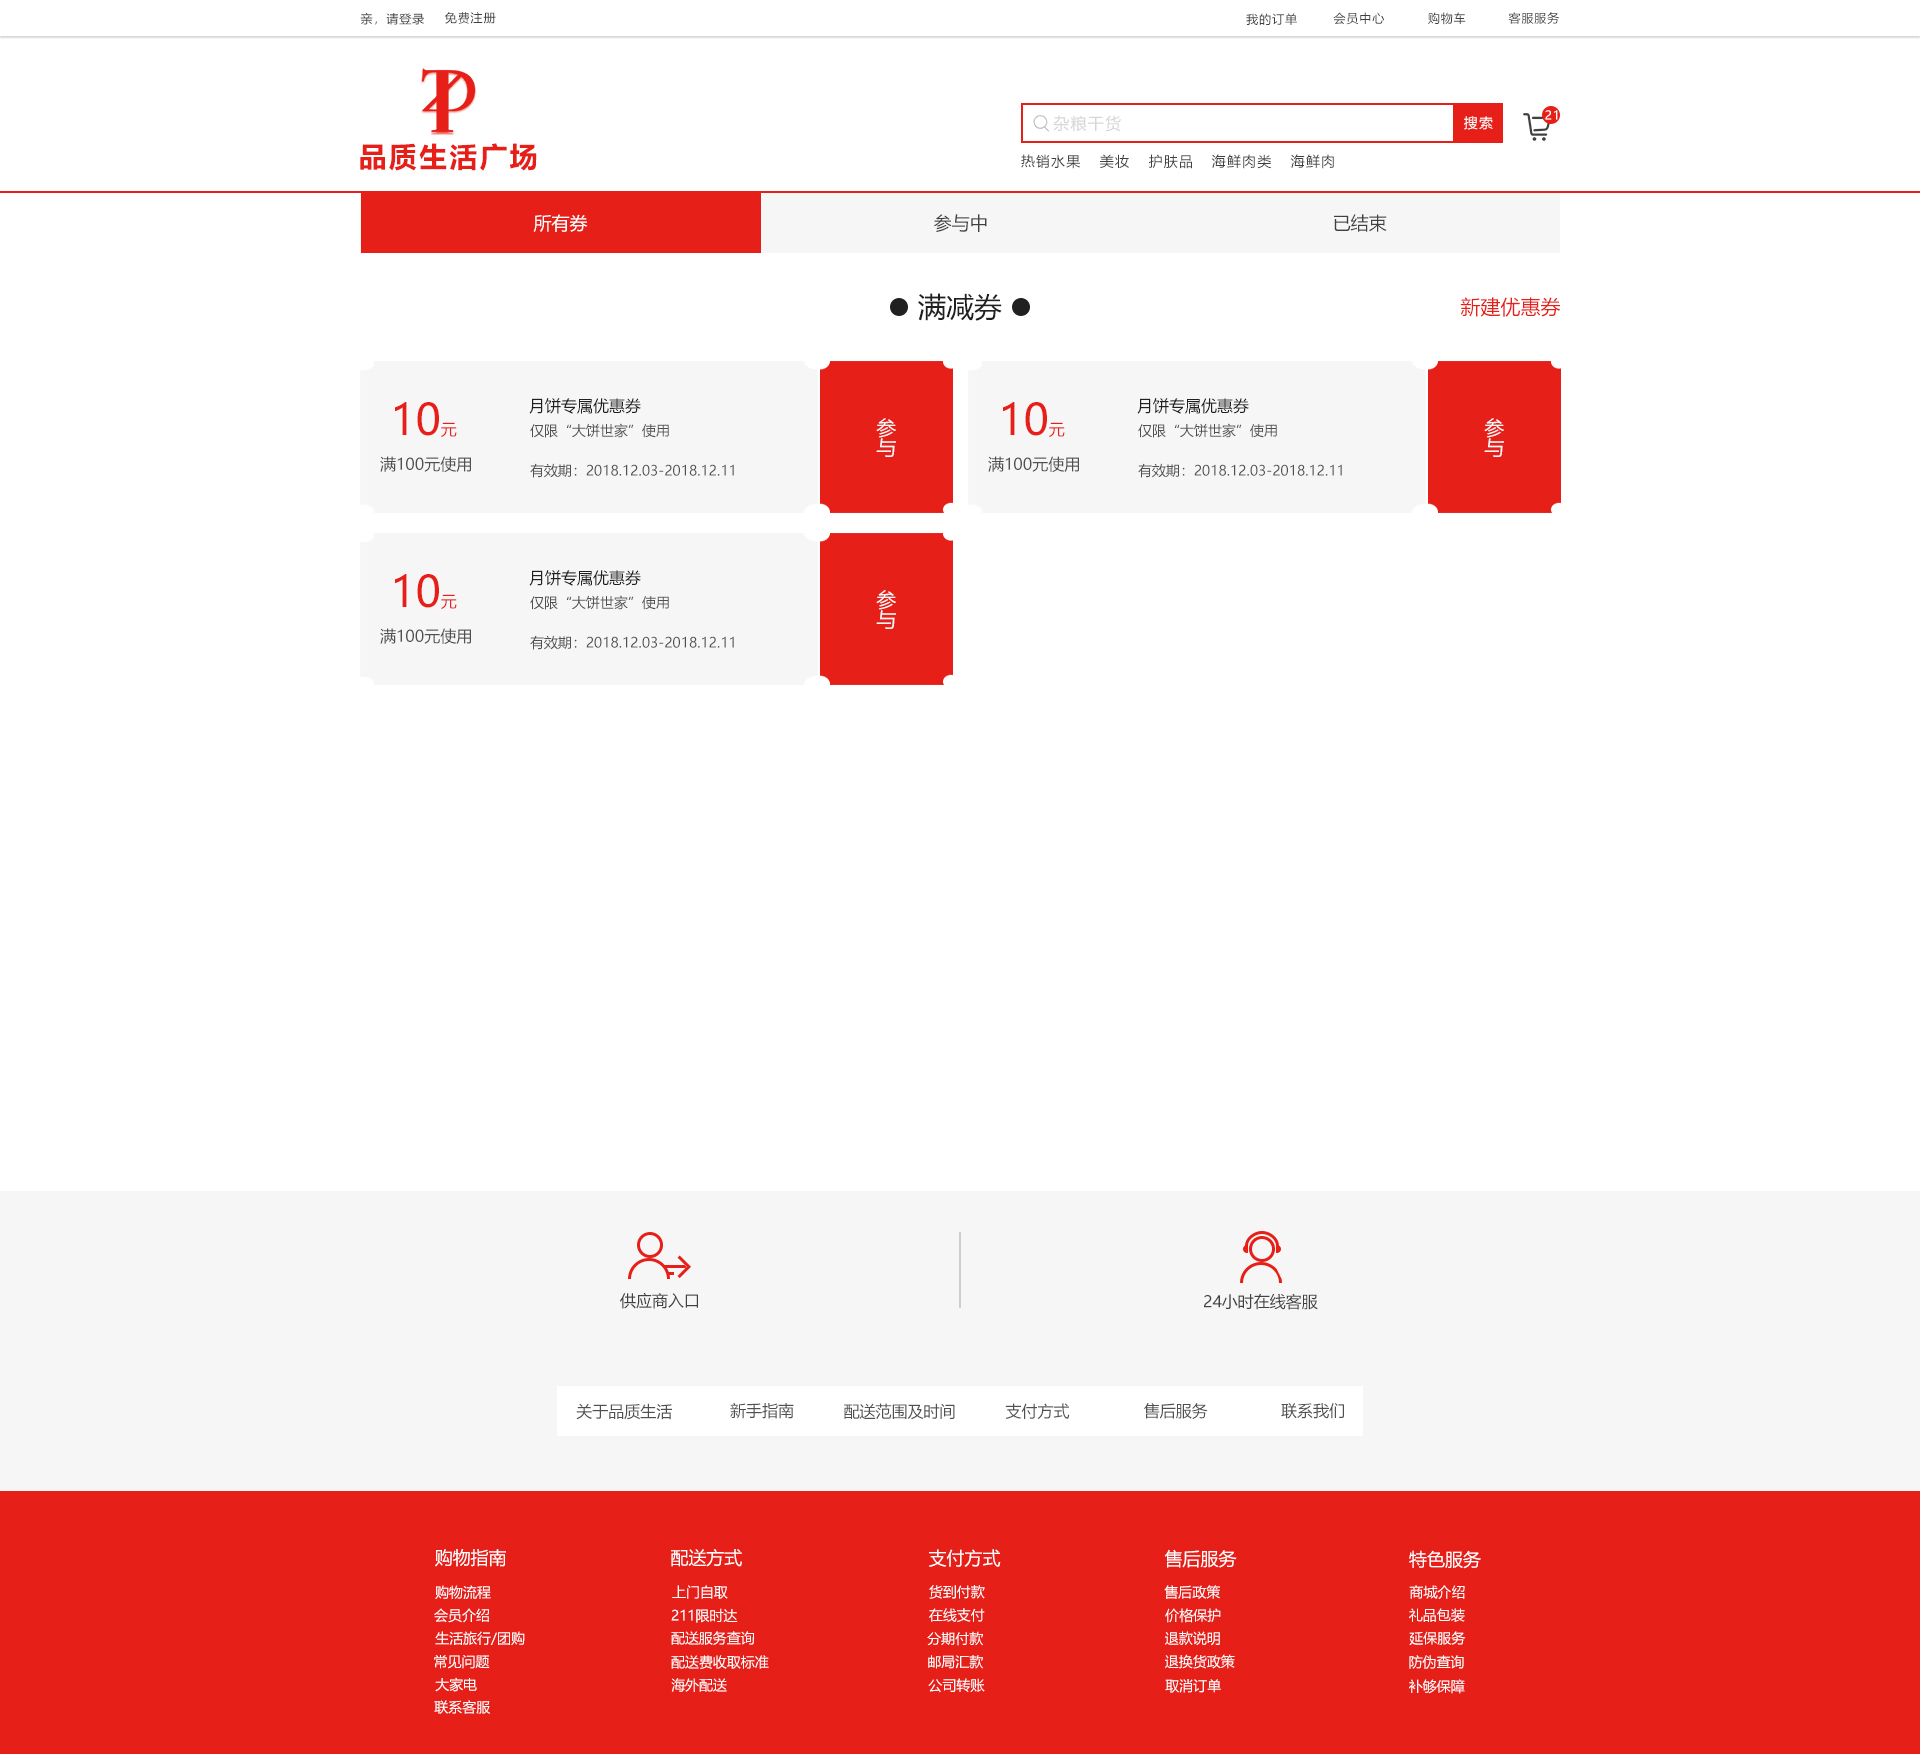 亲，请登录 免费注册 我的订单 会员中心 购物车 客服服务
品质生活广场
杂粮干货 搜索 21
热销水果 美妆 护肤品 海鲜肉类 海鲜肉
所有券 参与中 已结束
● 满减券 ● 新建优惠券
10元
满100元使用
月饼专属优惠券
仅限“大饼世家”使用
有效期：2018.12.03-2018.12.11
参与
10元
满100元使用
月饼专属优惠券
仅限“大饼世家”使用
有效期：2018.12.03-2018.12.11
参与
10元
满100元使用
月饼专属优惠券
仅限“大饼世家”使用
有效期：2018.12.03-2018.12.11
参与
供应商入口 24小时在线客服
关于品质生活 新手指南 配送范围及时间 支付方式 售后服务 联系我们
购物指南
购物流程
会员介绍
生活旅行/团购
常见问题
大家电
联系客服
配送方式
上门自取
211限时达
配送服务查询
配送费收取标准
海外配送
支付方式
货到付款
在线支付
分期付款
邮局汇款
公司转账
售后服务
售后政策
价格保护
退款说明
退换货政策
取消订单
特色服务
商城介绍
礼品包装
延保服务
防伪查询
补够保障